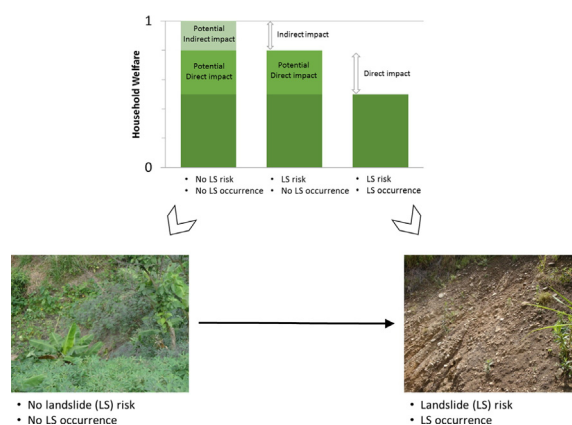 1
Potential
Indirect impact
Indirect impact
Potential
Direct impact
Potential
Direct impact
Direct impact
Household Welfare
0
• No LS risk
• No LS occurrence
• LS risk
• No LS occurrence
• LS risk
• LS occurrence
• No landslide (LS) risk
• No LS occurrence
• Landslide (LS) risk
• LS occurrence